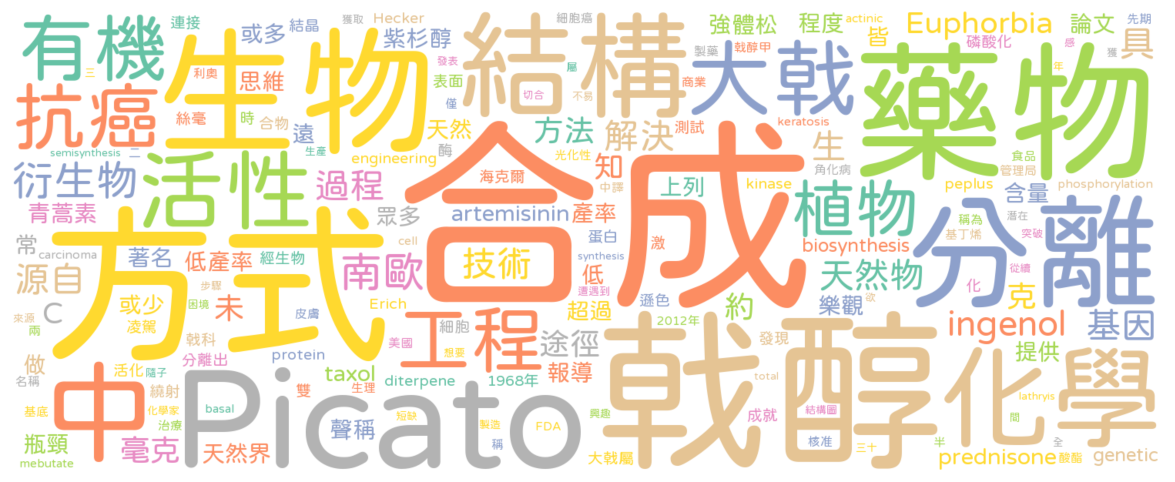 有機 連接 或多 結晶 獲取 Hecker 細胞癌 強體松 程度 actinic 皆 Euphorbia 論文 先期
三 利奧 發表 紫杉醇 製藥 戟醇甲 磷酸化 感 獲 具
生物 思維 表面 屬 結構 商業 大戟 藥物 年
抗癌 絲毫 時 合物 遠 僅 切合 不易 天然 方法 解決 測試 keratosis 生
semisynthesis 二 生產 engineering 酶 光化性 角化病 食品 管理局
衍生物 活性 過程 海克爾 中譯 知 上列 kinase 植物 peplus 含量 phosphorylation
青蒿素 眾多 artemisinin 產率 合成 稱為 潛在 分離
常 carcinoma 著名 低產率 經生物 南歐 cell 技術 synthesis 蛋白 激 biosynthesis 基丁烯 突破
源自 方式 步驟 低 遭遇到 天然物 化 從續
C 來源 兩 或少 凌駕 未 困境 皮膚 Erich 細胞 超過 遜色 2012年 約 樂觀 克 欲 ingenol 基因
做 名稱 戟科 分離出 protein 美國 工程 想要 途徑 發現 提供
中 活化 隨子 繞射 taxol 雙 生理 diterpene 1968年 報導 戟醇 total 化學
基底 化學家 治療 basal Picato 短缺 製造 稱 FDA 興趣 成就 結構圖 間 lathryis
瓶頸 mebutate 毫克 天然界 聲稱 大戟屬 核准 三十 半 全 prednisone 酸酯 genetic